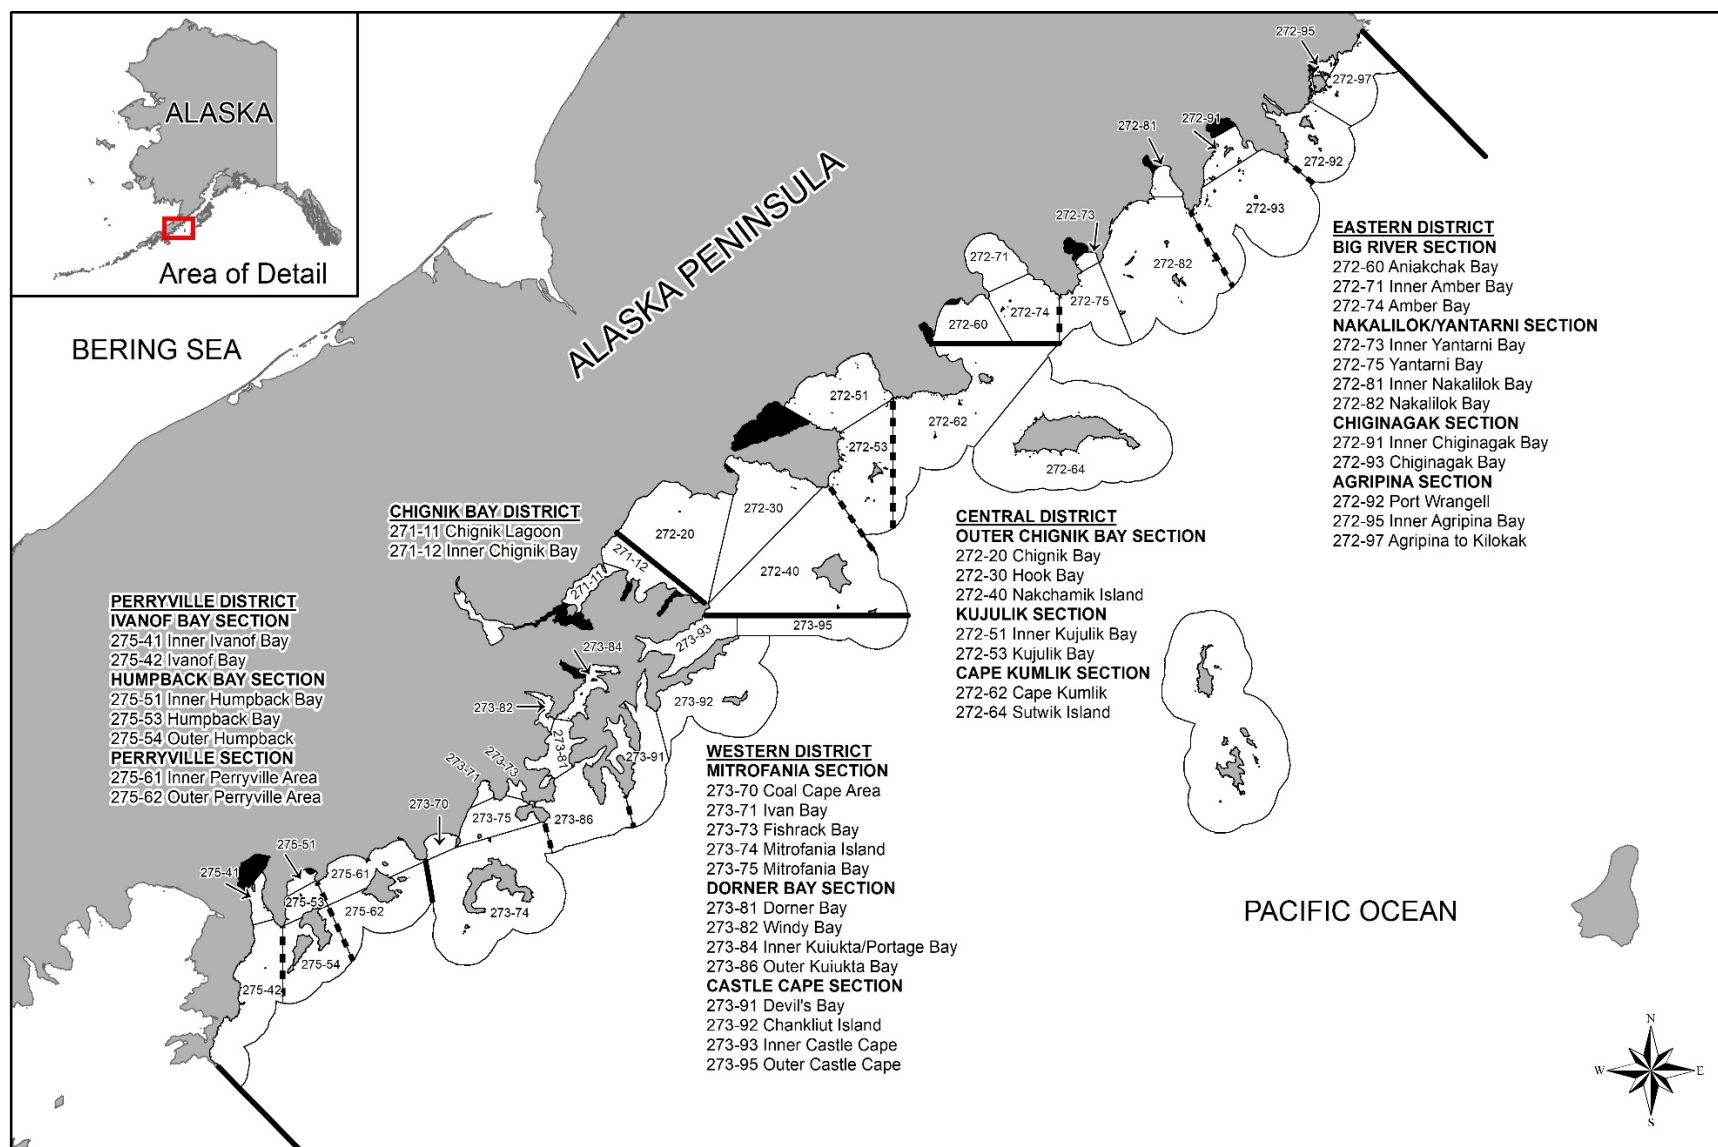 ALASKA
Area of Detail
BERING SEA
ALASKA PENINSULA
PACIFIC OCEAN
272-95
272-97
272-91
272-92
272-81
272-93
272-73
272-82
272-71
272-75
272-74
272-60
272-51
272-62
272-53
272-64
272-30
272-20
272-40
271-12
271-11
273-95
273-93
273-84
273-92
273-82
273-81
273-91
273-73
273-71
273-70
273-75
273-86
273-74
275-51
275-41
275-61
275-53
275-62
275-54
275-42
CHIGNIK BAY DISTRICT
271-11 Chignik Lagoon
271-12 Inner Chignik Bay
PERRYVILLE DISTRICT
IVANOF BAY SECTION
275-41 Inner Ivanof Bay
275-42 Ivanof Bay
HUMPBACK BAY SECTION
275-51 Inner Humpback Bay
275-53 Humpback Bay
275-54 Outer Humpback
PERRYVILLE SECTION
275-61 Inner Perryville Area
275-62 Outer Perryville Area
WESTERN DISTRICT
MITROFANIA SECTION
273-70 Coal Cape Area
273-71 Ivan Bay
273-73 Fishrack Bay
273-74 Mitrofania Island
273-75 Mitrofania Bay
DORNER BAY SECTION
273-81 Dorner Bay
273-82 Windy Bay
273-84 Inner Kuiukta/Portage Bay
273-86 Outer Kuiukta Bay
CASTLE CAPE SECTION
273-91 Devil's Bay
273-92 Chankliut Island
273-93 Inner Castle Cape
273-95 Outer Castle Cape
CENTRAL DISTRICT
OUTER CHIGNIK BAY SECTION
272-20 Chignik Bay
272-30 Hook Bay
272-40 Nakchamik Island
KUJULIK SECTION
272-51 Inner Kujulik Bay
272-53 Kujulik Bay
CAPE KUMLIK SECTION
272-62 Cape Kumlik
272-64 Sutwik Island
EASTERN DISTRICT
BIG RIVER SECTION
272-60 Aniakchak Bay
272-71 Inner Amber Bay
272-74 Amber Bay
NAKALILOK/YANTARNI SECTION
272-73 Inner Yantarni Bay
272-75 Yantarni Bay
272-81 Inner Nakalilok Bay
272-82 Nakalilok Bay
CHIGINAGAK SECTION
272-91 Inner Chiginagak Bay
272-93 Chiginagak Bay
AGRIPINA SECTION
272-92 Port Wrangell
272-95 Inner Agripina Bay
272-97 Agripina to Kilokak
N
W
E
S